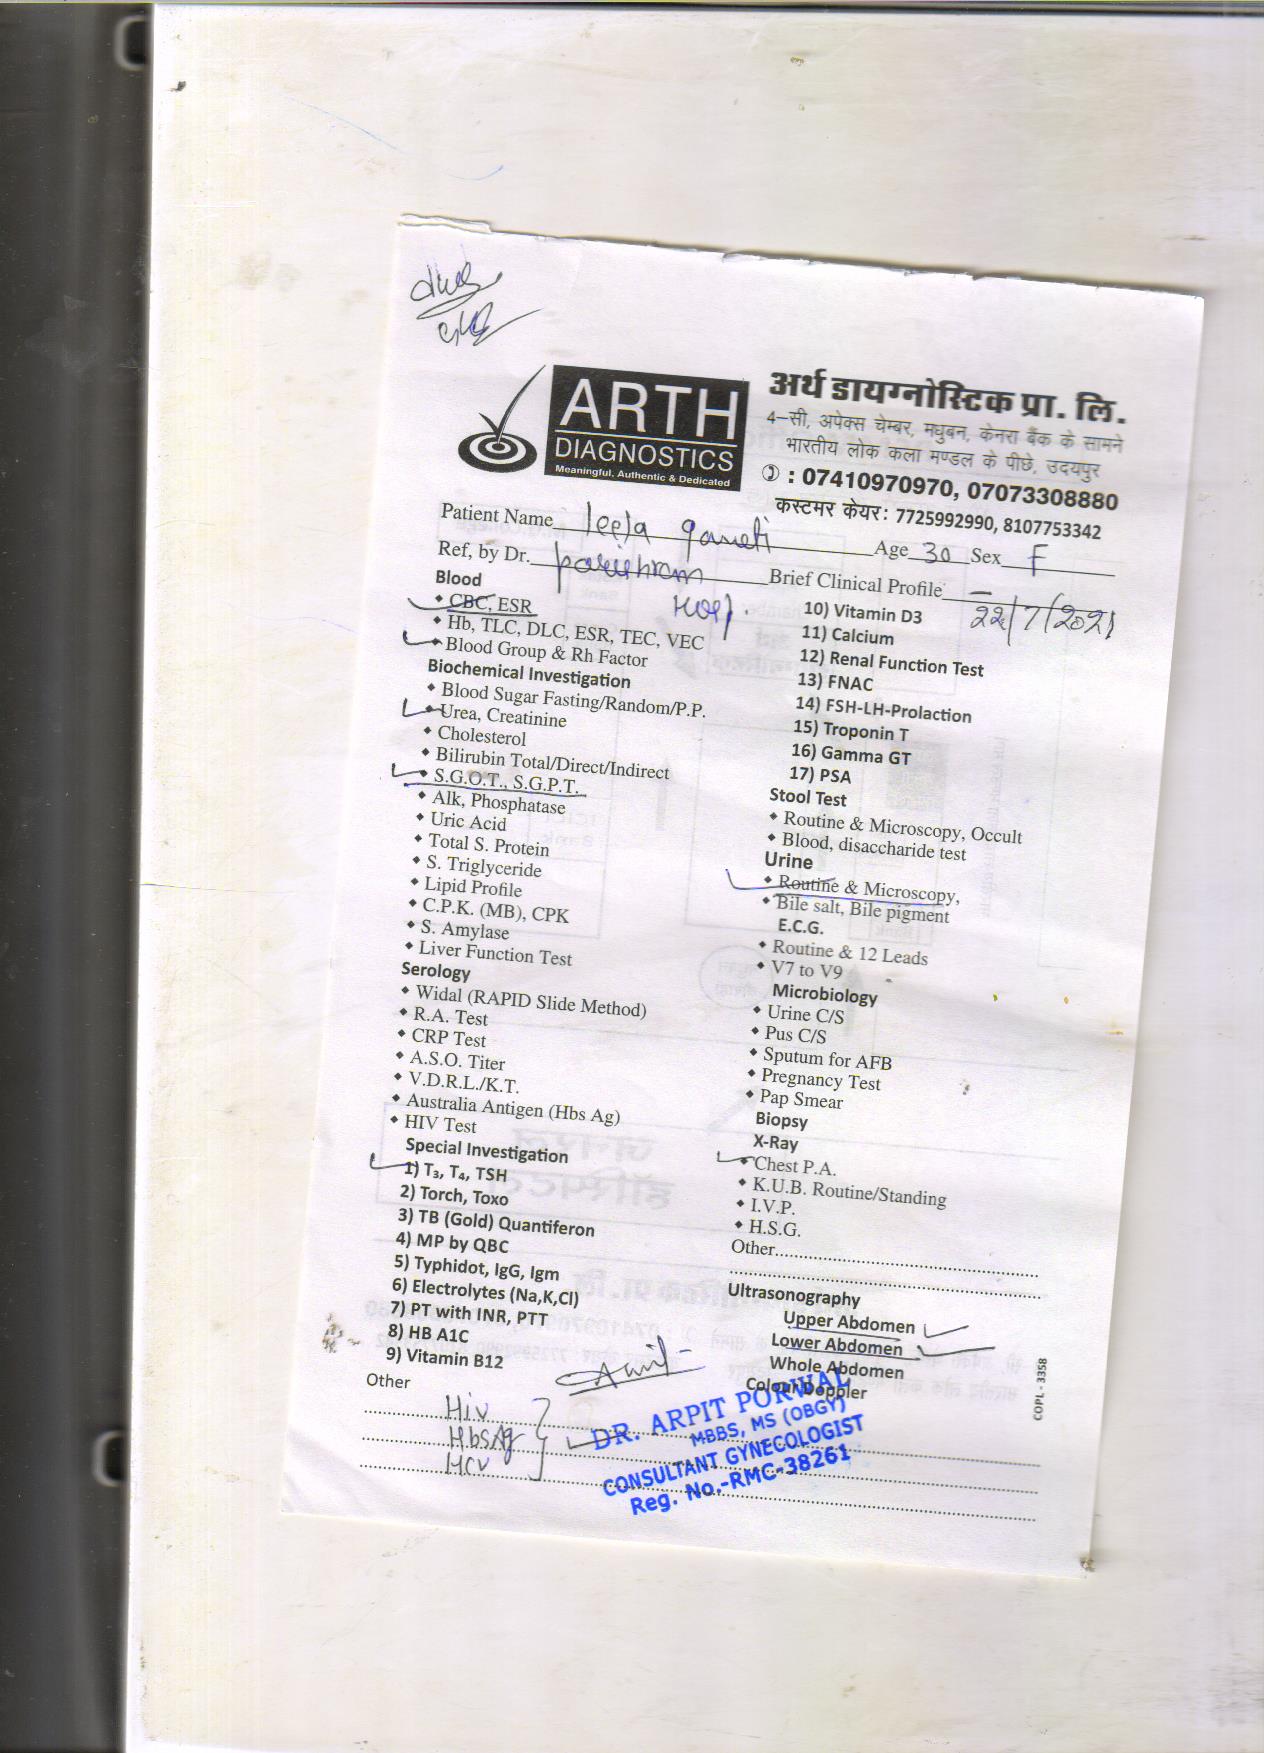 ARTH
DIAGNOSTICS
Meaningful. Authentic & Dedicated
अर्थ डायग्नोस्टिक प्रा. लि.
4–सी, अपेक्स चेम्बर, मधुबन, केनरा बैंक के सामने
भारतीय लोक कला मण्डल के पीछे, उदयपुर
: 07410970970, 07073308880
कस्टमर केयर: 7725992990, 8107753342
Patient Name leela gameti Age 30 Sex F
Ref, by Dr. Hosp. Brief Clinical Profile –
22/7/2021
Blood
CBC, ESR
Hb, TLC, DLC, ESR, TEC, VEC
Blood Group & Rh Factor
Biochemical Investigation
Blood Sugar Fasting/Random/P.P.
Urea, Creatinine
Cholesterol
Bilirubin Total/Direct/Indirect
S.G.O.T., S.G.P.T.
Alk, Phosphatase
Uric Acid
Total S. Protein
S. Triglyceride
Lipid Profile
C.P.K. (MB), CPK
S. Amylase
Liver Function Test
Serology
Widal (RAPID Slide Method)
R.A. Test
CRP Test
A.S.O. Titer
V.D.R.L./K.T.
Australia Antigen (Hbs Ag)
HIV Test
Special Investigation
1) T₃, T₄, TSH
2) Torch, Toxo
3) TB (Gold) Quantiferon
4) MP by QBC
5) Typhidot, IgG, Igm
6) Electrolytes (Na,K,Cl)
7) PT with INR, PTT
8) HB A1C
9) Vitamin B12
Other
Hiv
HbsAg
Hcv
10) Vitamin D3
11) Calcium
12) Renal Function Test
13) FNAC
14) FSH-LH-Prolaction
15) Troponin T
16) Gamma GT
17) PSA
Stool Test
Routine & Microscopy, Occult
Blood, disaccharide test
Urine
Routine & Microscopy,
Bile salt, Bile pigment
E.C.G.
Routine & 12 Leads
V7 to V9
Microbiology
Urine C/S
Pus C/S
Sputum for AFB
Pregnancy Test
Pap Smear
Biopsy
X-Ray
Chest P.A.
K.U.B. Routine/Standing
I.V.P.
H.S.G.
Other
Ultrasonography
Upper Abdomen
Lower Abdomen
Whole Abdomen
Colour Doppler
COPL - 3358
DR. ARPIT PORWAL
MBBS, MS (OBGY)
CONSULTANT GYNECOLOGIST
Reg. No.-RMC-38261